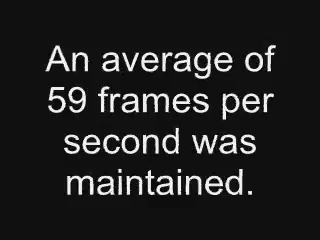 An average of
59 frames per
second was
maintained.